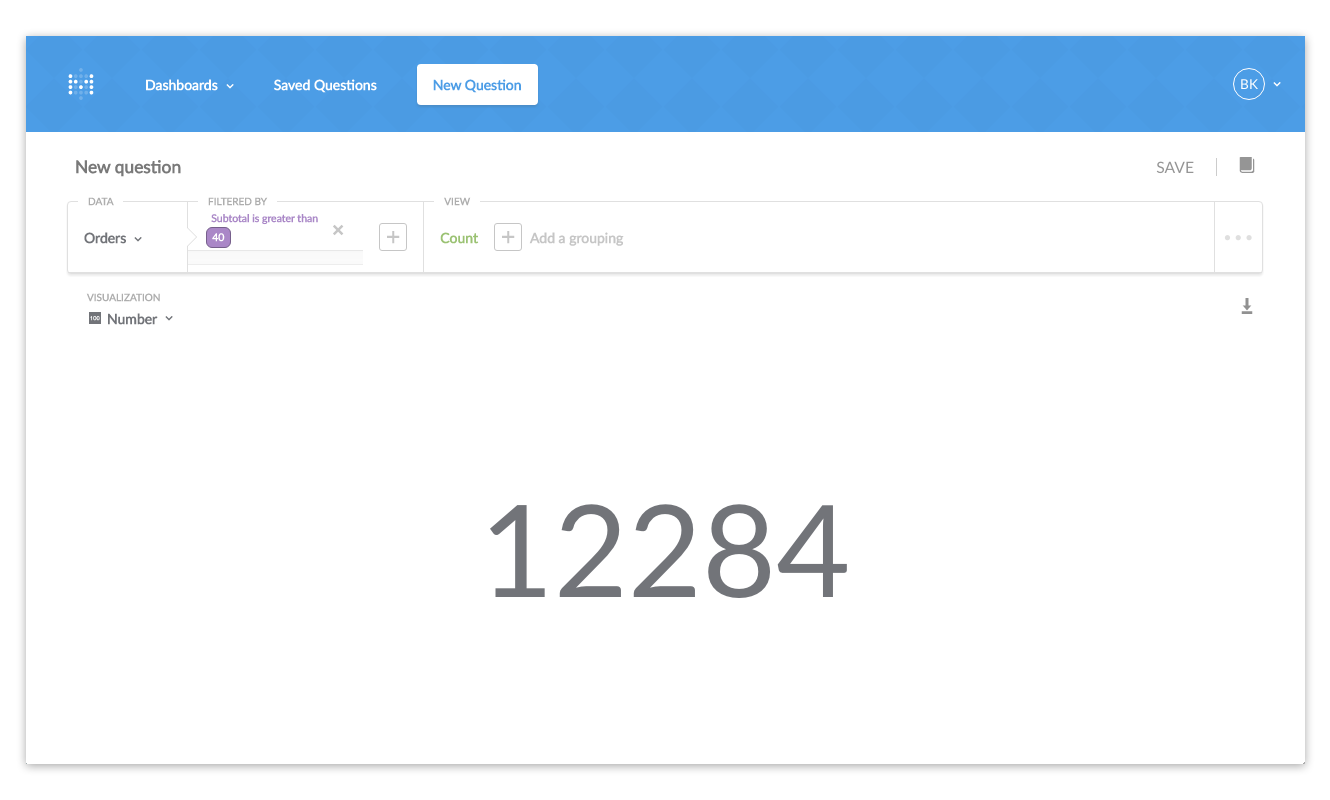 Dashboards
Saved Questions
New Question
BK
New question
SAVE
DATA
FILTERED BY
VIEW
Orders
Subtotal is greater than
40
Count
Add a grouping
VISUALIZATION
100 Number
12284